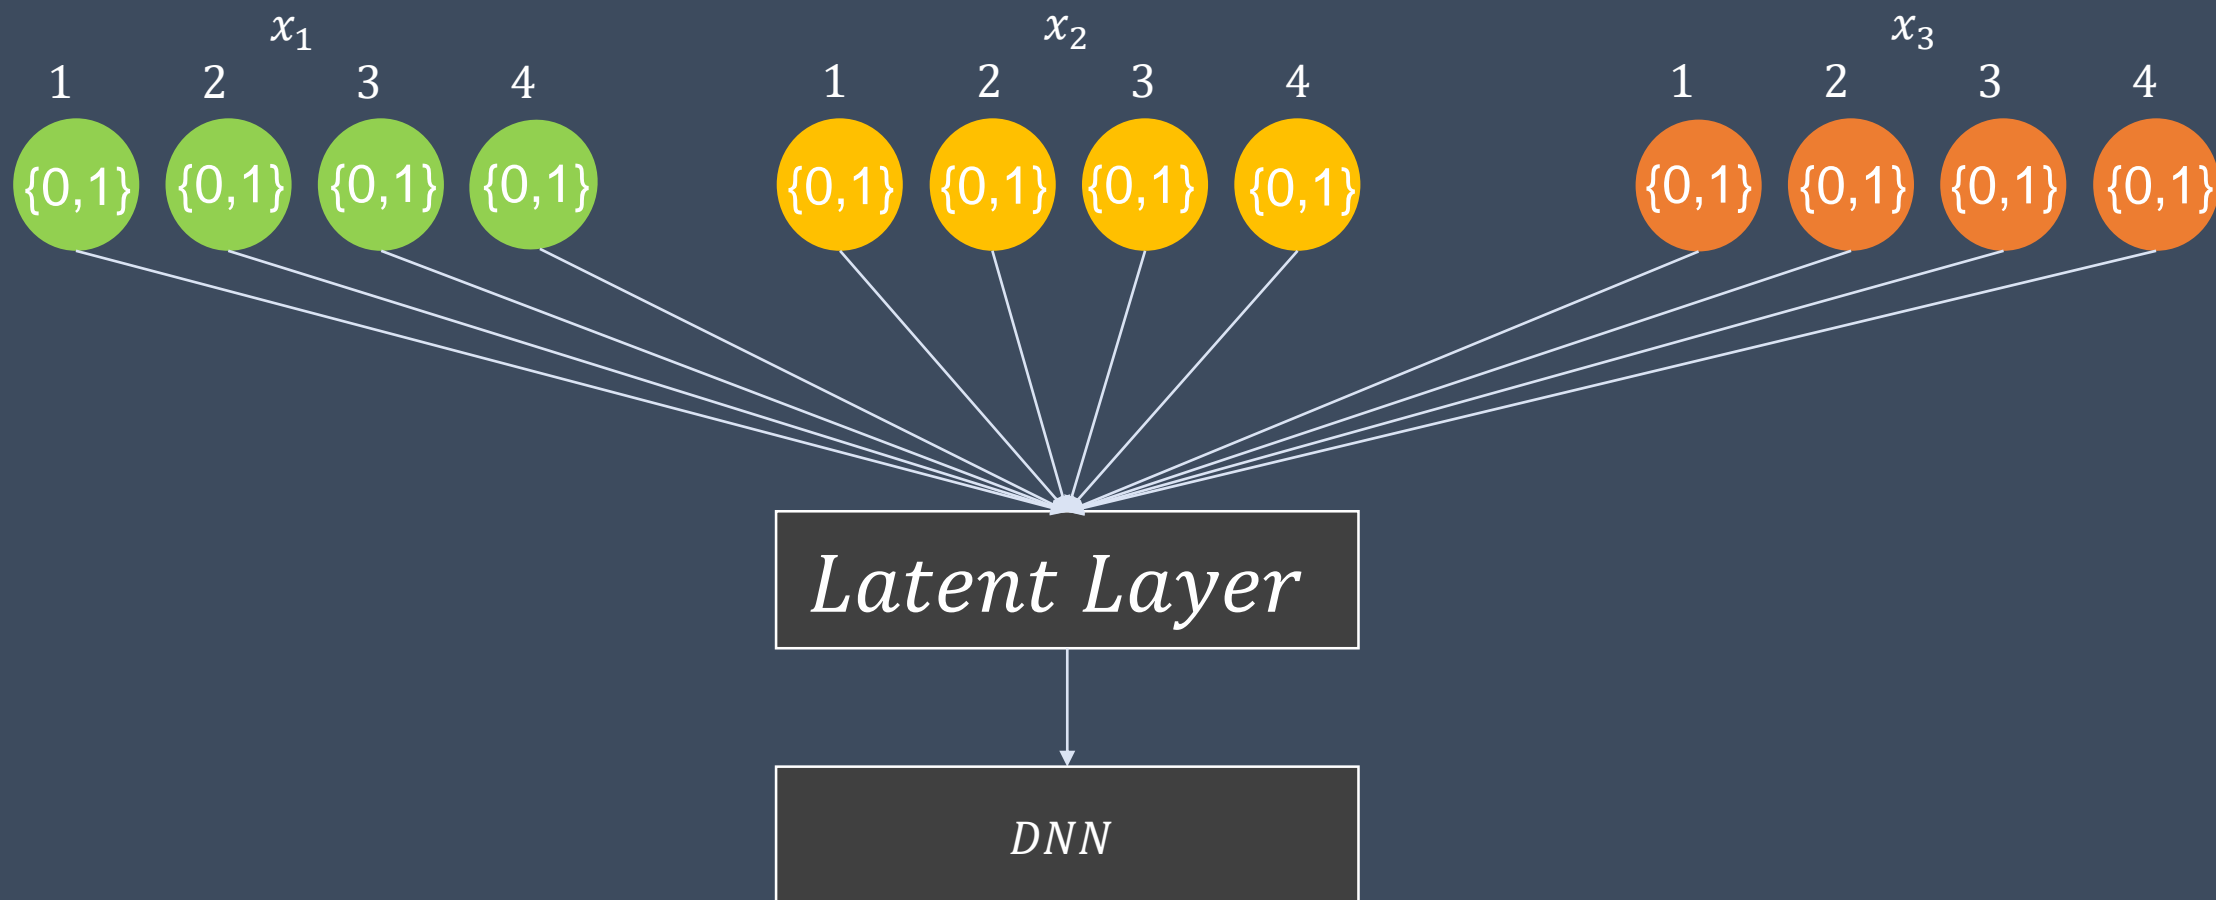 x₁ x₂ x₃
1 2 3 4 1 2 3 4 1 2 3 4
{0,1} {0,1} {0,1} {0,1} {0,1} {0,1} {0,1} {0,1} {0,1} {0,1} {0,1} {0,1}
Latent Layer
DNN